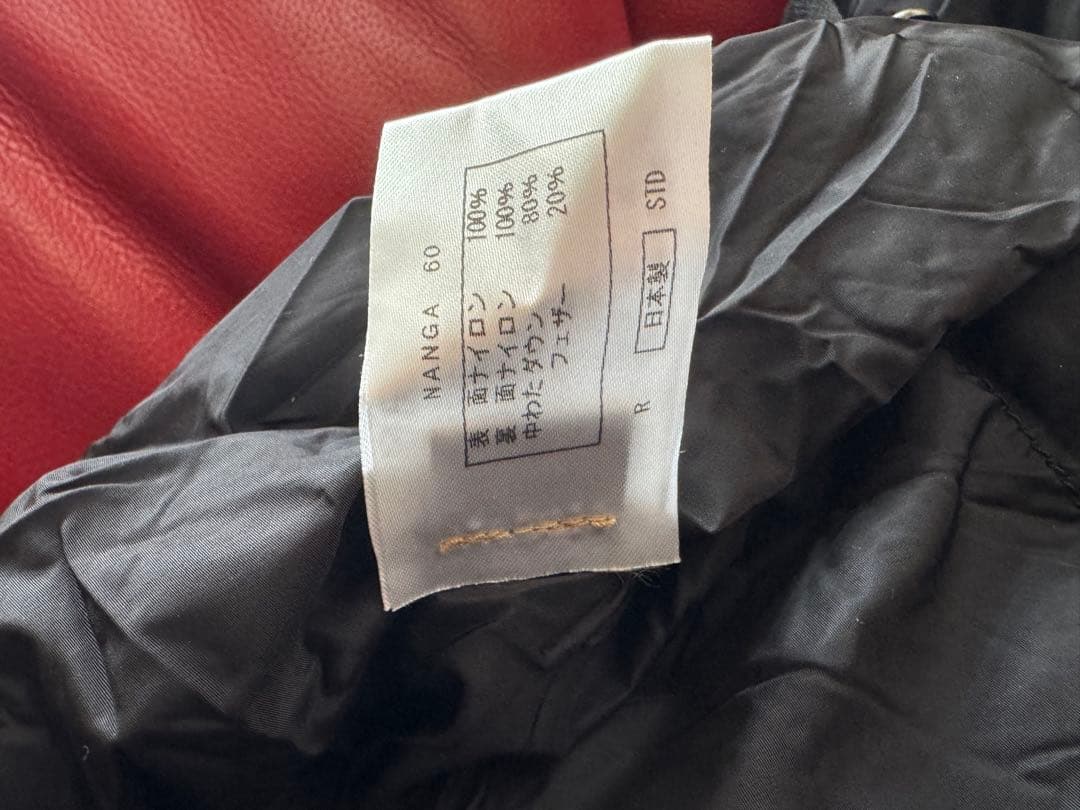 NANGA 60
表 面ナイロン 100%
裏 面ナイロン 100%
中わたダウン 80%
フェザー 20%
R 日本製 STD